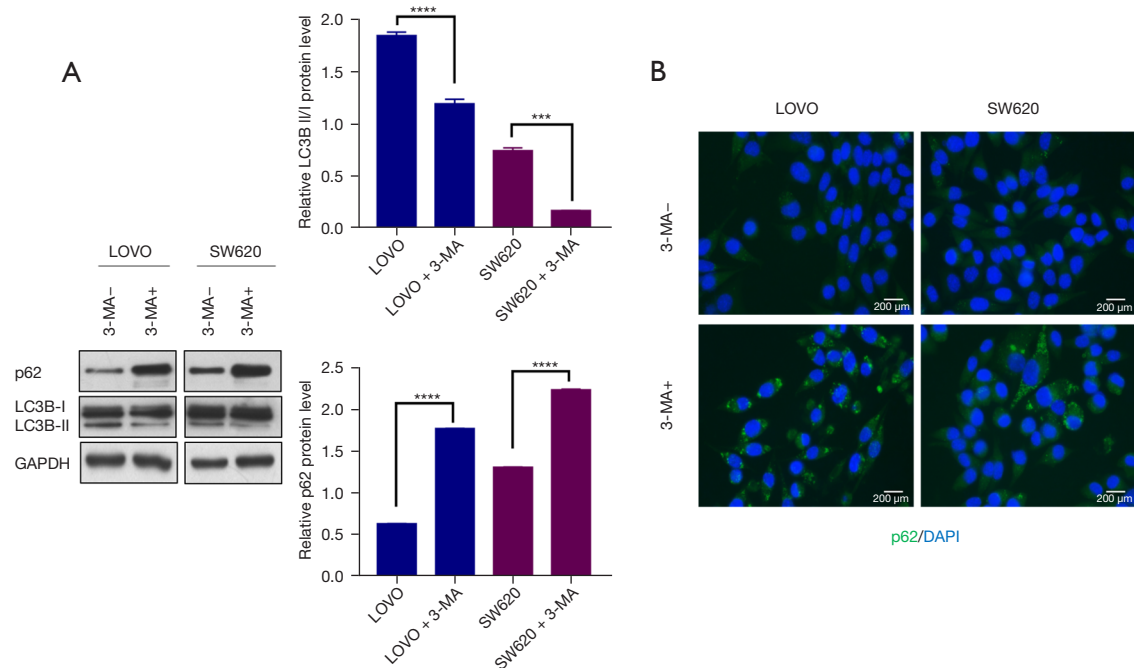 A
LOVO
SW620
3-MA–
3-MA+
3-MA–
3-MA+
p62
LC3B-I
LC3B-II
GAPDH
Relative LC3B II/I protein level
2.0
1.5
1.0
0.5
0.0
****
***
LOVO
LOVO + 3-MA
SW620
SW620 + 3-MA
Relative p62 protein level
2.5
2.0
1.5
1.0
0.5
0.0
****
****
LOVO
LOVO + 3-MA
SW620
SW620 + 3-MA
B
LOVO
SW620
3-MA–
200 µm
200 µm
3-MA+
200 µm
200 µm
p62/DAPI